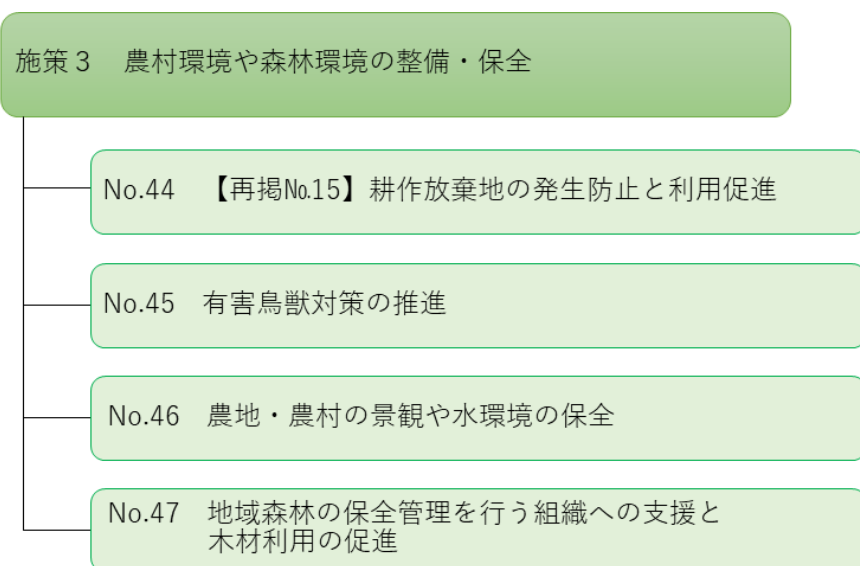 施策３　農村環境や森林環境の整備・保全
No.44　【再掲№15】耕作放棄地の発生防止と利用促進
No.45　有害鳥獣対策の推進
No.46　農地・農村の景観や水環境の保全
No.47　地域森林の保全管理を行う組織への支援と
木材利用の促進